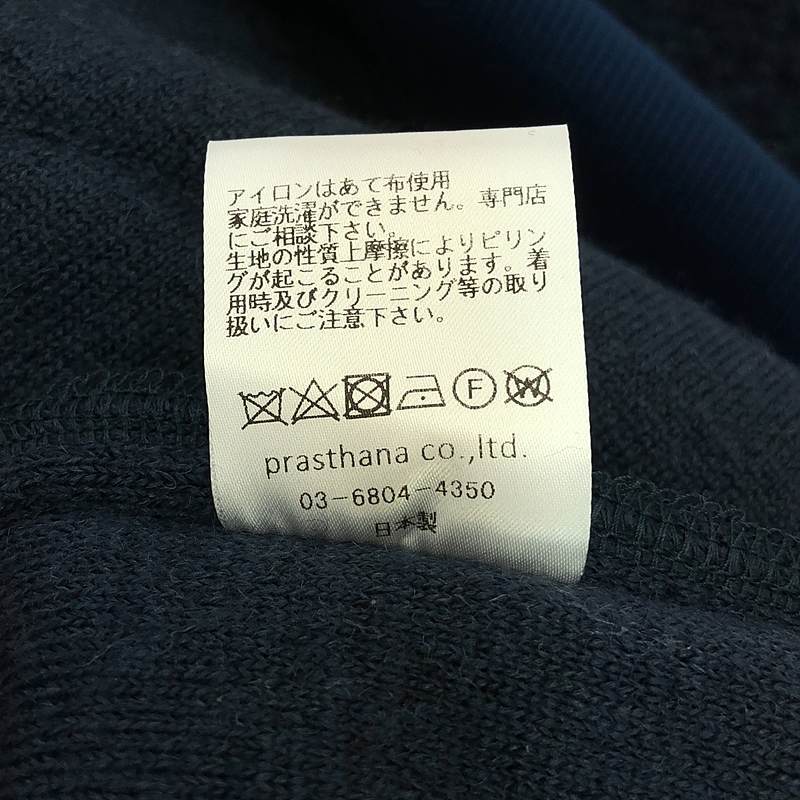 アイロンはあて布使用
家庭洗濯ができません。専門店
にご相談下さい。
生地の性質上摩擦によりピリン
グが起こることがあります。着
用時及びクリーニング等の取り
扱いにご注意下さい。
F W
prasthana co.,ltd.
03-6804-4350
日本製